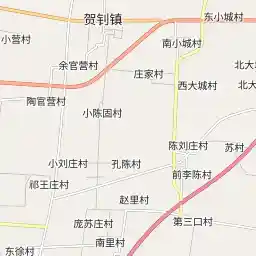 贺钊镇
东小城村
小营村
南小城村
余官营村
庄家村
北大
西大城村
北大
陶官营村
小陈固村
陈刘庄村
苏村
小刘庄村
孔陈村
前李陈村
祁王庄村
赵里村
庞苏庄村
第三口村
南里村
东徐村